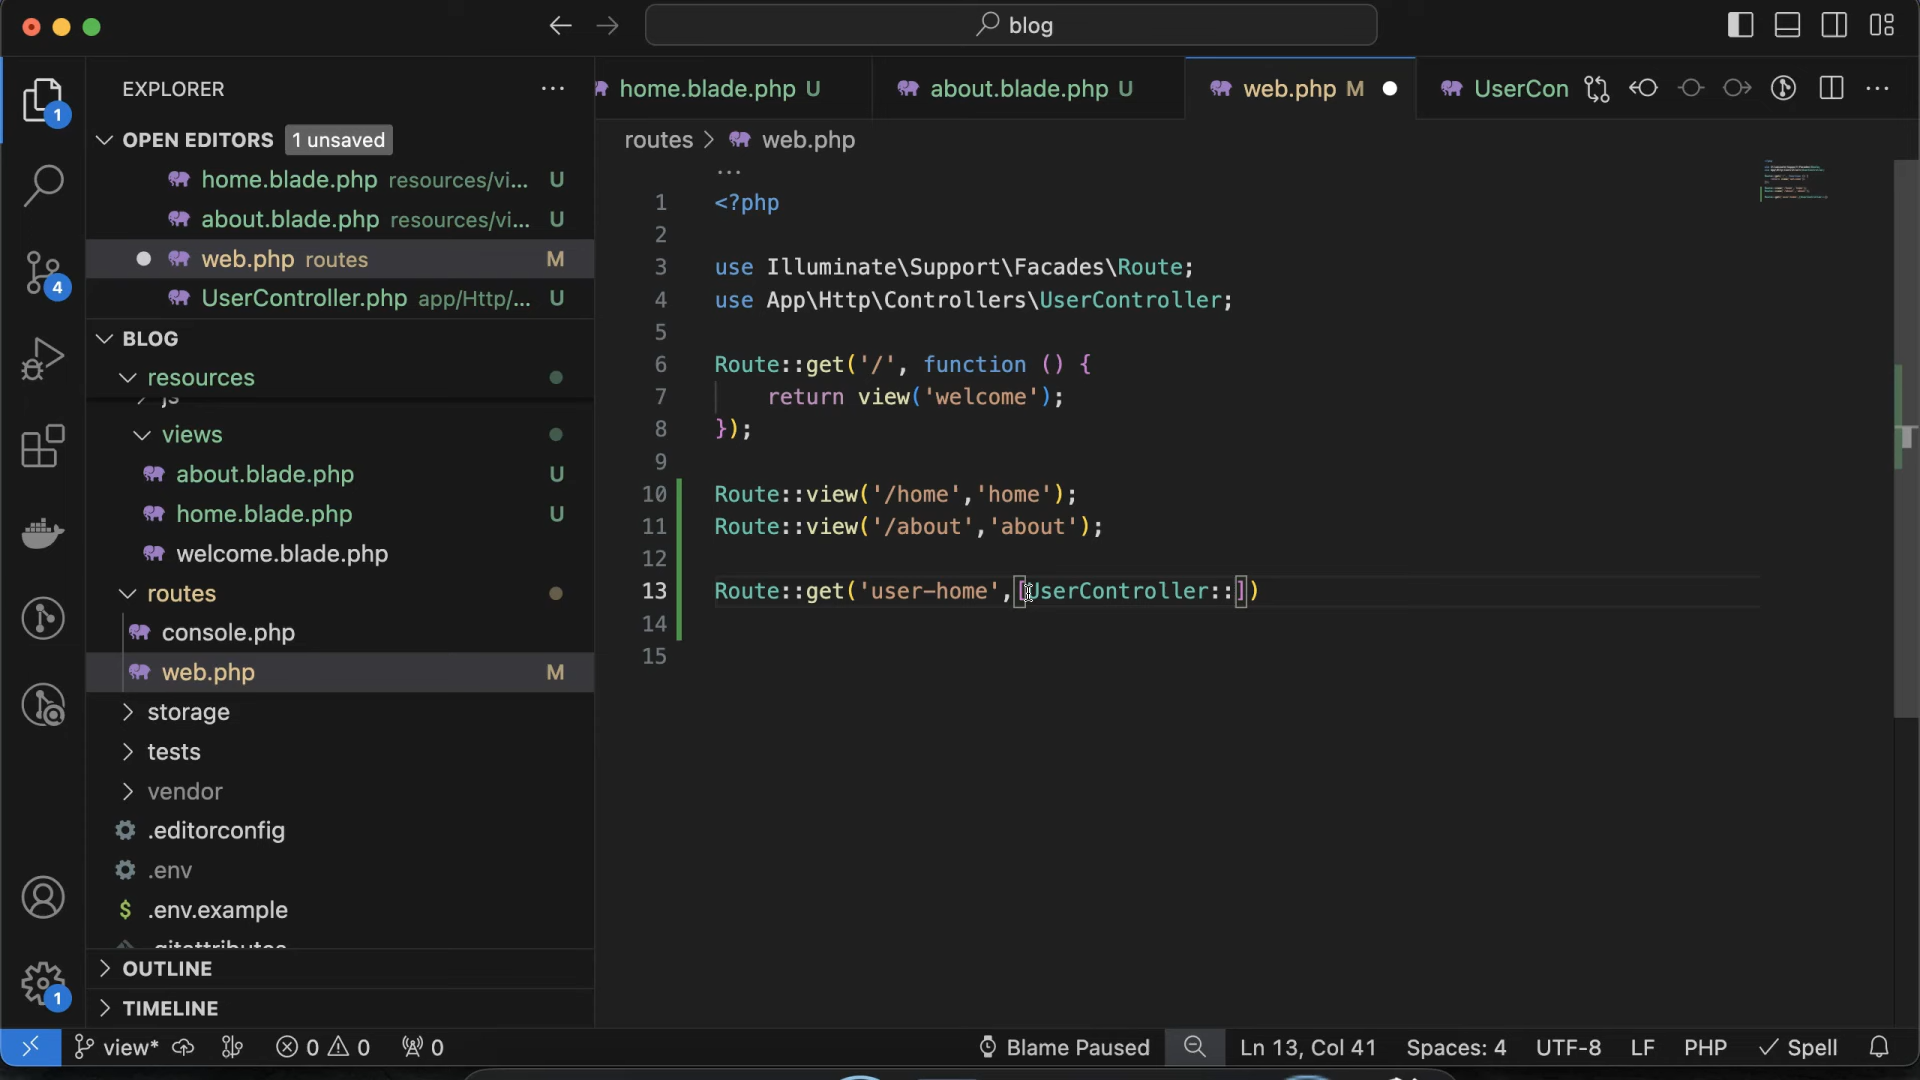 blog
EXPLORER
OPEN EDITORS 1 unsaved
home.blade.php resources/vi... U
about.blade.php resources/vi... U
web.php routes M
UserController.php app/Http/... U
BLOG
resources
js
views
about.blade.php U
home.blade.php U
welcome.blade.php
routes
console.php
web.php M
storage
tests
vendor
.editorconfig
.env
.env.example
.gitattributes
OUTLINE
TIMELINE
home.blade.php U
about.blade.php U
web.php M
UserCon
routes > web.php
1 <?php
2
3 use Illuminate\Support\Facades\Route;
4 use App\Http\Controllers\UserController;
5
6 Route::get('/', function () {
7 return view('welcome');
8 });
9
10 Route::view('/home','home');
11 Route::view('/about','about');
12
13 Route::get('user-home',[UserController::])
14
15
1
4
1
view* 0 0 0 Blame Paused Ln 13, Col 41 Spaces: 4 UTF-8 LF PHP Spell